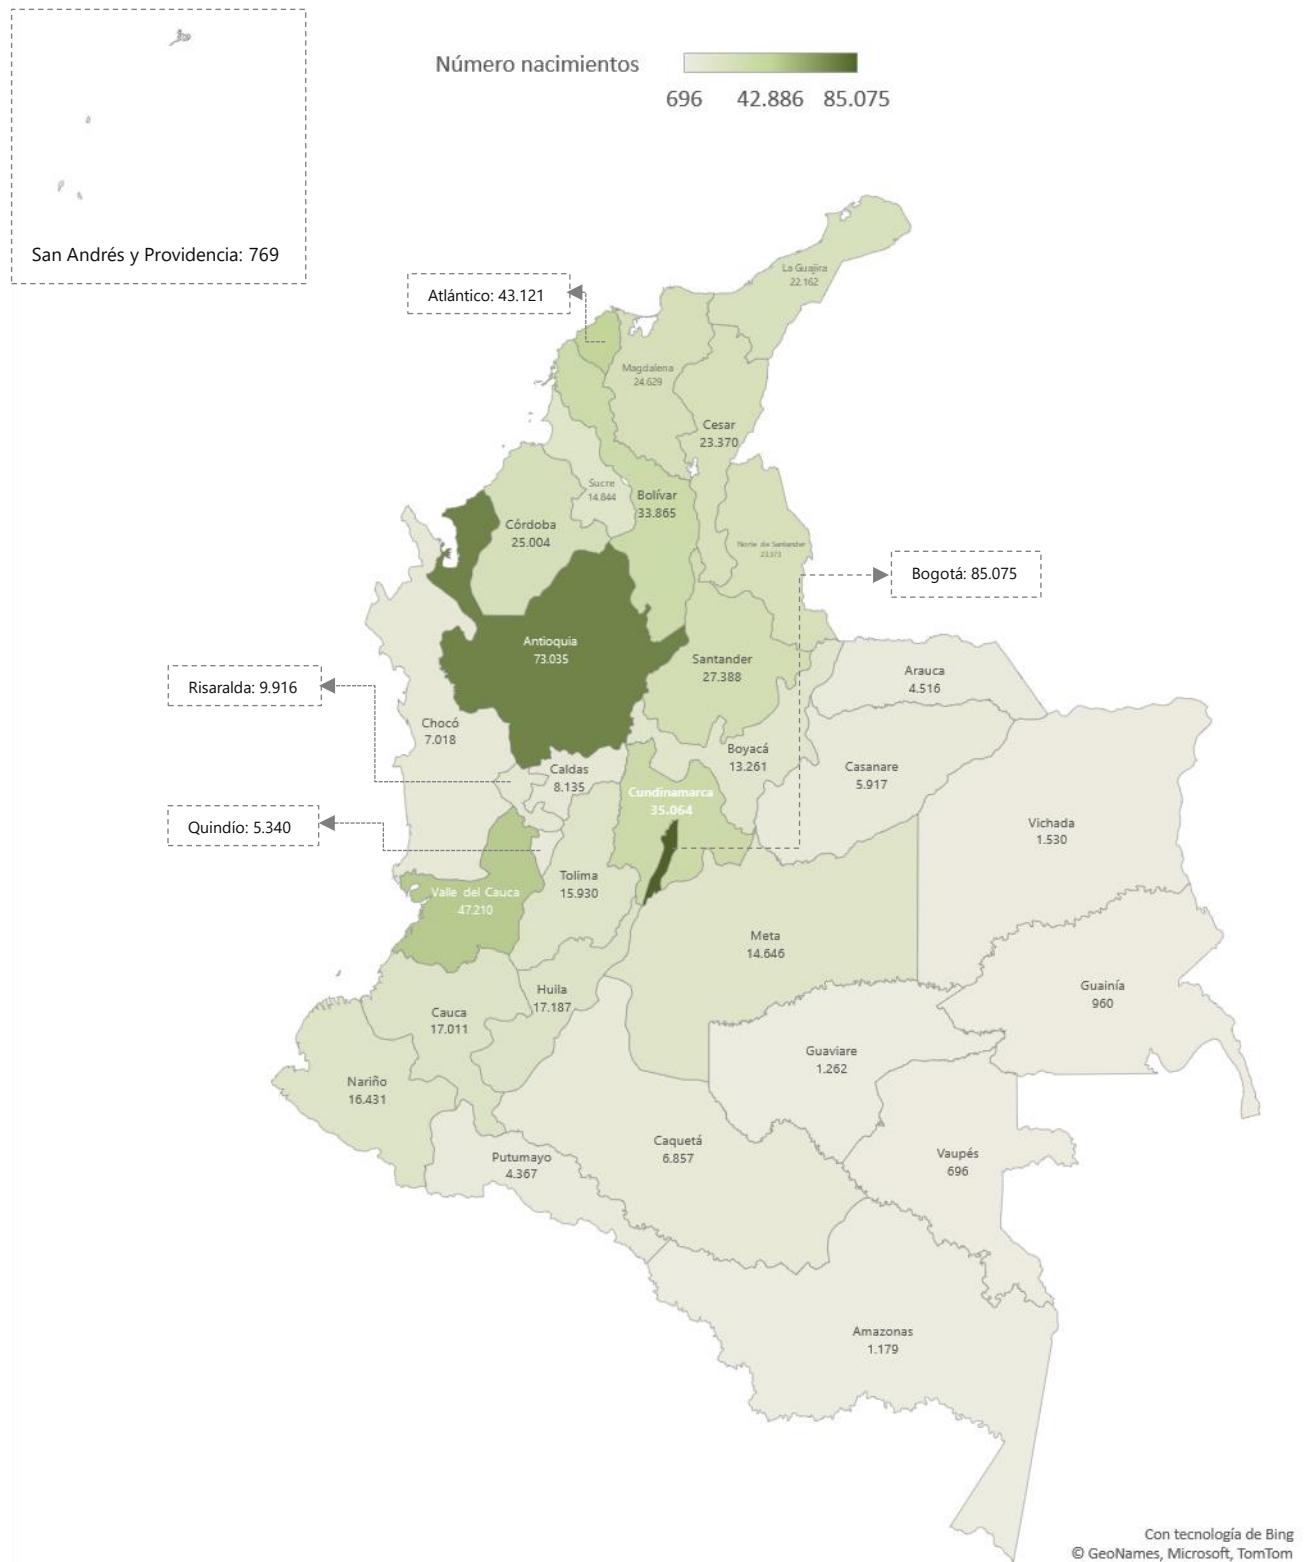 Número nacimientos
696 42.886 85.075
San Andrés y Providencia: 769
La Guajira
22.162
Atlántico: 43.121
Magdalena
24.629
Cesar
23.370
Sucre
14.844
Bolívar
33.865
Córdoba
25.004
Norte de Santander
23.373
Bogotá: 85.075
Antioquia
73.035
Santander
27.388
Arauca
4.516
Risaralda: 9.916
Chocó
7.018
Boyacá
13.261
Caldas
8.135
Casanare
5.917
Cundinamarca
35.064
Quindío: 5.340
Vichada
1.530
Tolima
15.930
Valle del Cauca
47.210
Meta
14.646
Guainía
960
Huila
17.187
Cauca
17.011
Guaviare
1.262
Nariño
16.431
Caquetá
6.857
Vaupés
696
Putumayo
4.367
Amazonas
1.179
Con tecnología de Bing
© GeoNames, Microsoft, TomTom